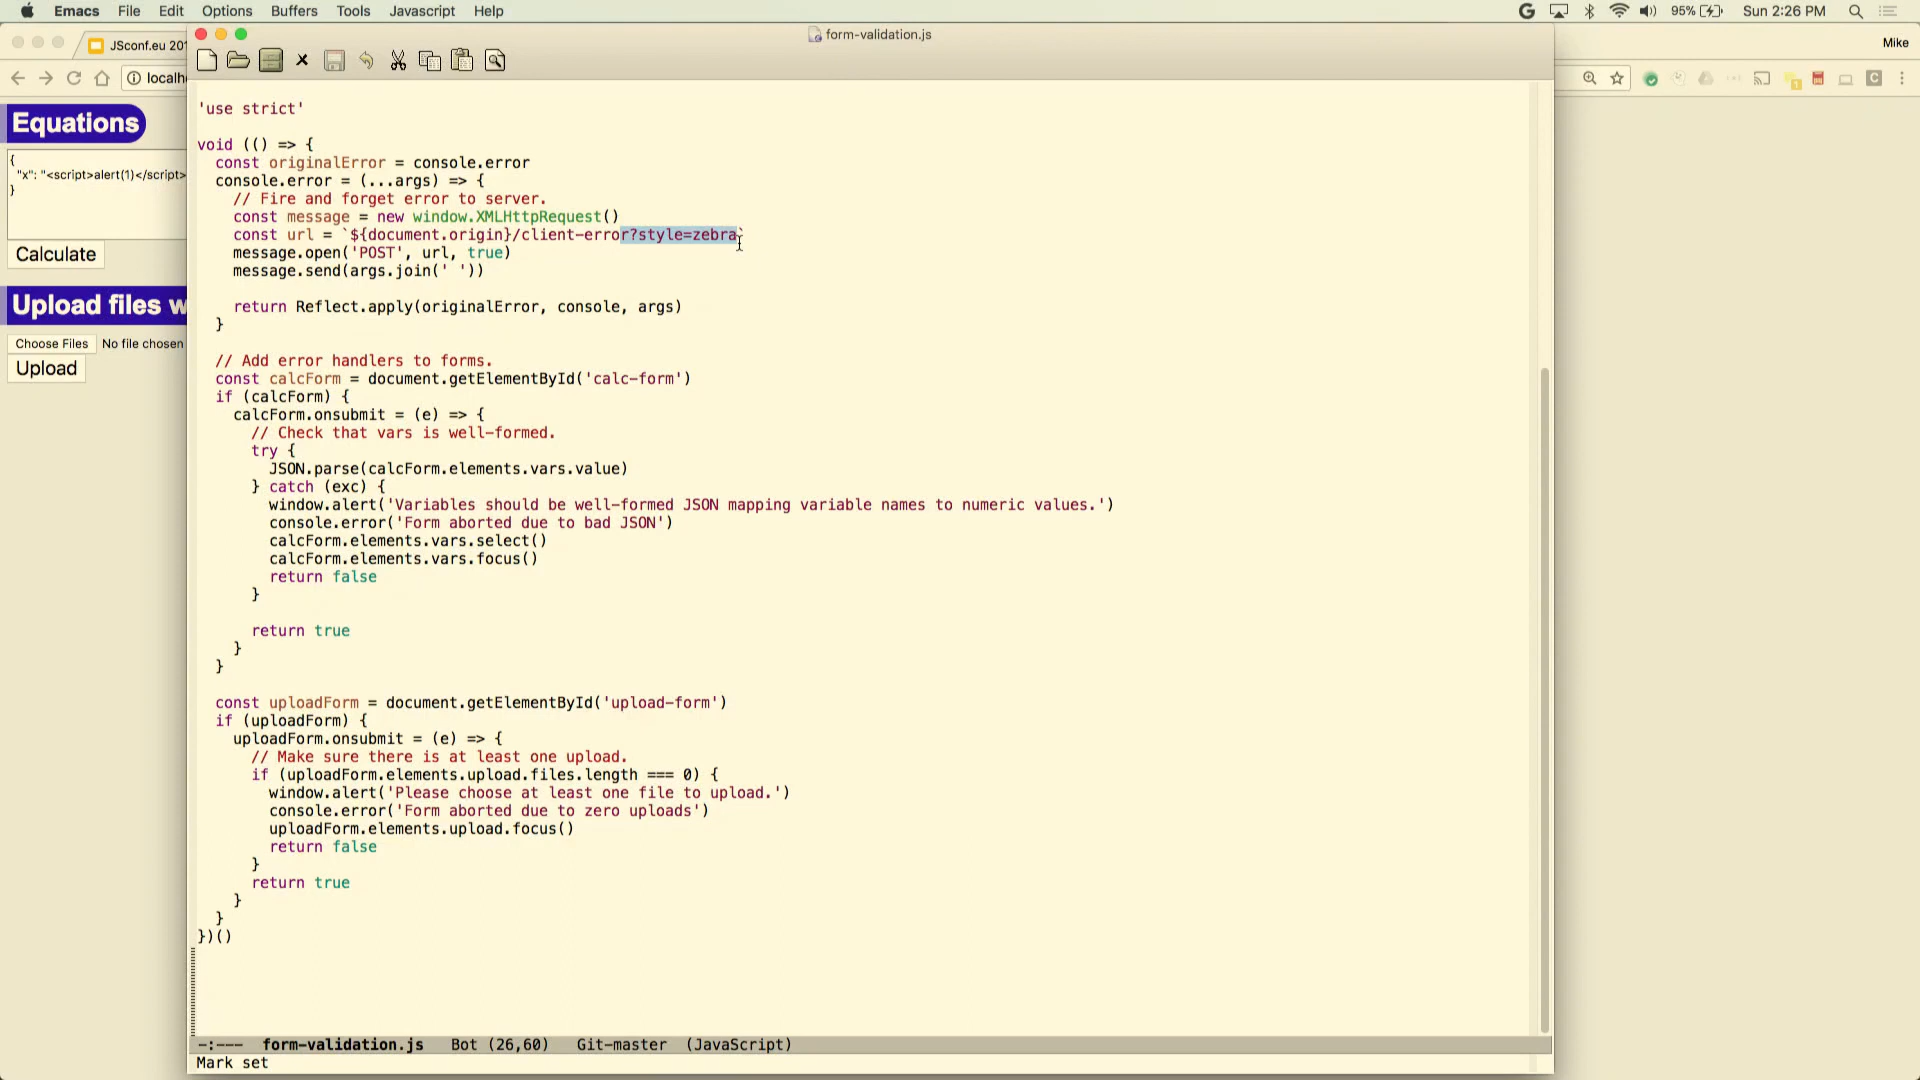 Emacs File Edit Options Buffers Tools Javascript Help
95% Sun 2:26 PM
JSconf.eu 201
form-validation.js
Mike
localh
Equations
{
"x": "<script>alert(1)</script>
}
Calculate
Upload files w
Choose Files No file chosen
Upload
'use strict'
void (() => {
const originalError = console.error
console.error = (...args) => {
// Fire and forget error to server.
const message = new window.XMLHttpRequest()
const url = `${document.origin}/client-error?style=zebra`
message.open('POST', url, true)
message.send(args.join(' '))
return Reflect.apply(originalError, console, args)
}
// Add error handlers to forms.
const calcForm = document.getElementById('calc-form')
if (calcForm) {
calcForm.onsubmit = (e) => {
// Check that vars is well-formed.
try {
JSON.parse(calcForm.elements.vars.value)
} catch (exc) {
window.alert('Variables should be well-formed JSON mapping variable names to numeric values.')
console.error('Form aborted due to bad JSON')
calcForm.elements.vars.select()
calcForm.elements.vars.focus()
return false
}
return true
}
}
const uploadForm = document.getElementById('upload-form')
if (uploadForm) {
uploadForm.onsubmit = (e) => {
// Make sure there is at least one upload.
if (uploadForm.elements.upload.files.length === 0) {
window.alert('Please choose at least one file to upload.')
console.error('Form aborted due to zero uploads')
uploadForm.elements.upload.focus()
return false
}
return true
}
}
})()
-:--- form-validation.js Bot (26,60) Git-master (JavaScript)
Mark set